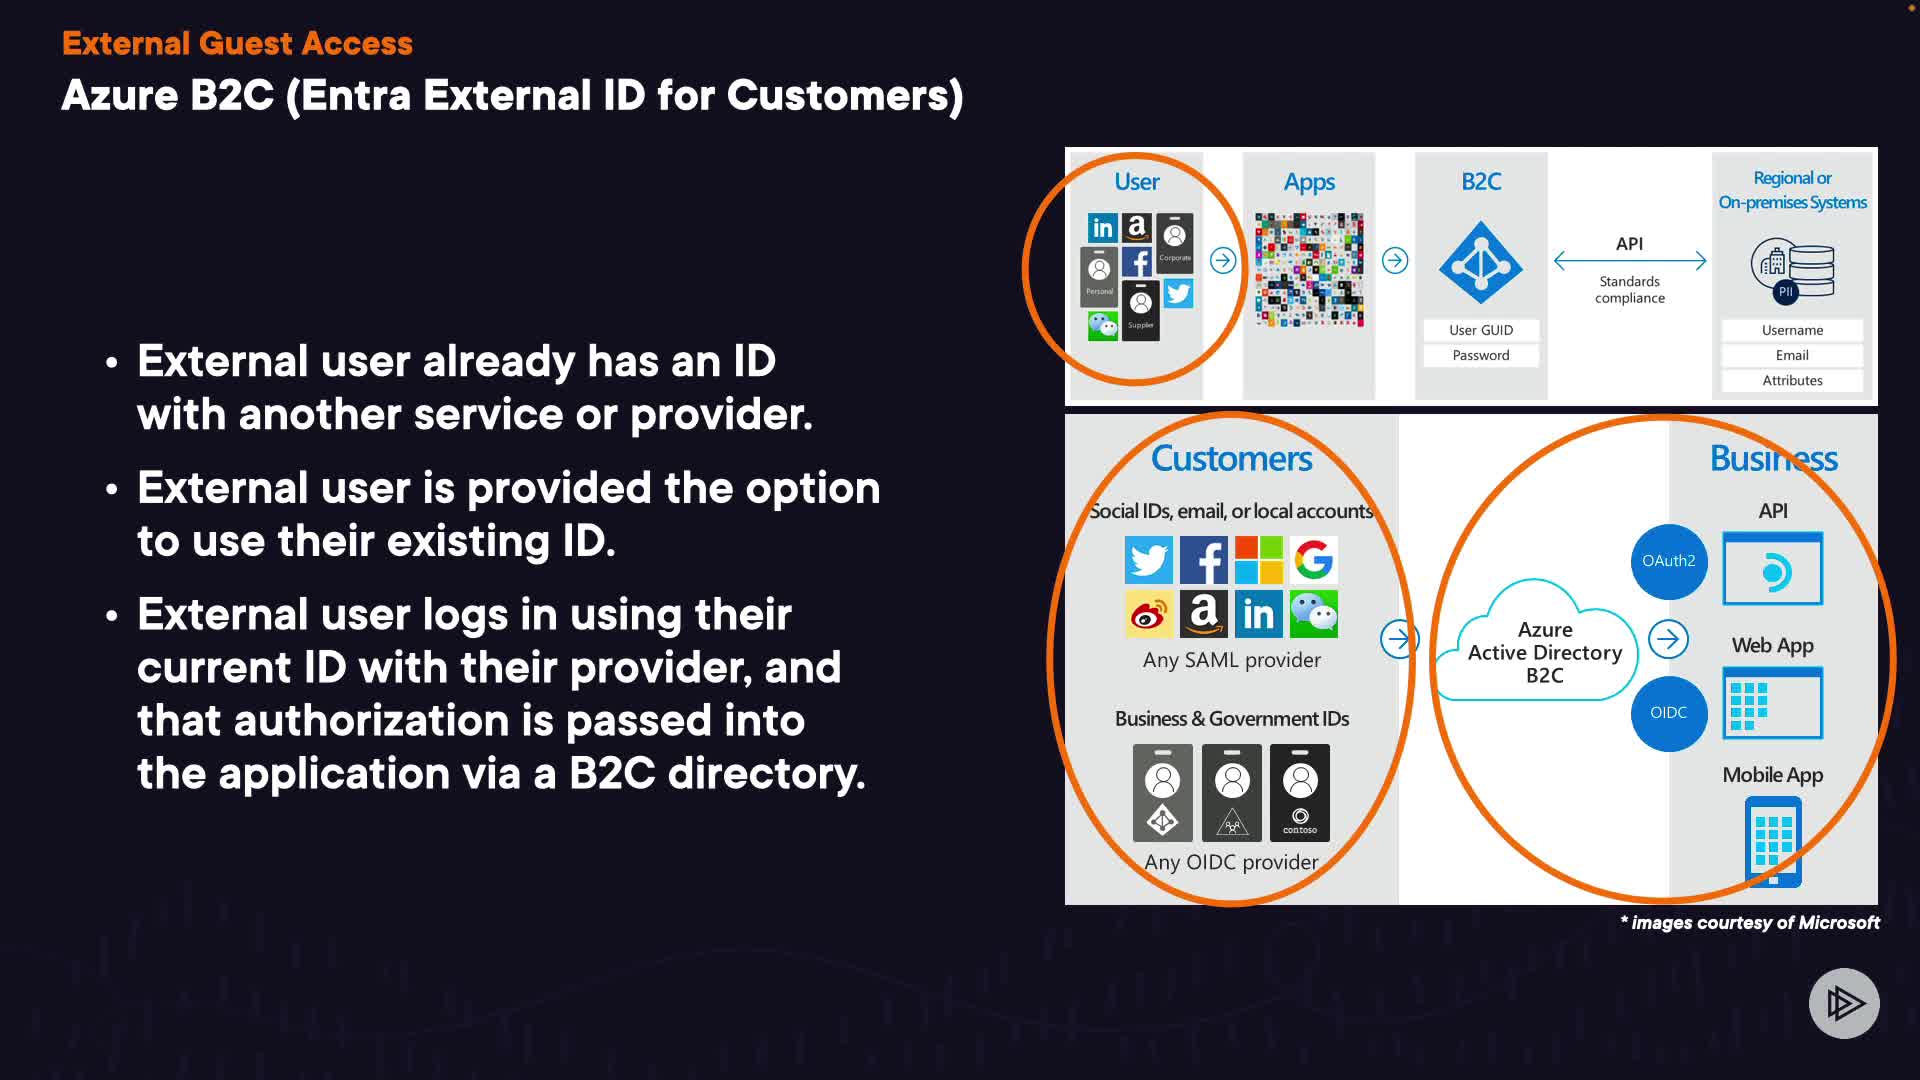 External Guest Access
Azure B2C (Entra External ID for Customers)
• External user already has an ID
with another service or provider.
• External user is provided the option
to use their existing ID.
• External user logs in using their
current ID with their provider, and
that authorization is passed into
the application via a B2C directory.
User
in
a
Corporate
Personal
f
Supplier
Apps
B2C
User GUID
Password
API
Standards
compliance
Regional or
On-premises Systems
PII
Username
Email
Attributes
Customers
Social IDs, email, or local accounts
f
G
a
in
Any SAML provider
Business & Government IDs
contoso
Any OIDC provider
Azure
Active Directory
B2C
OAuth2
OIDC
Business
API
Web App
Mobile App
* images courtesy of Microsoft